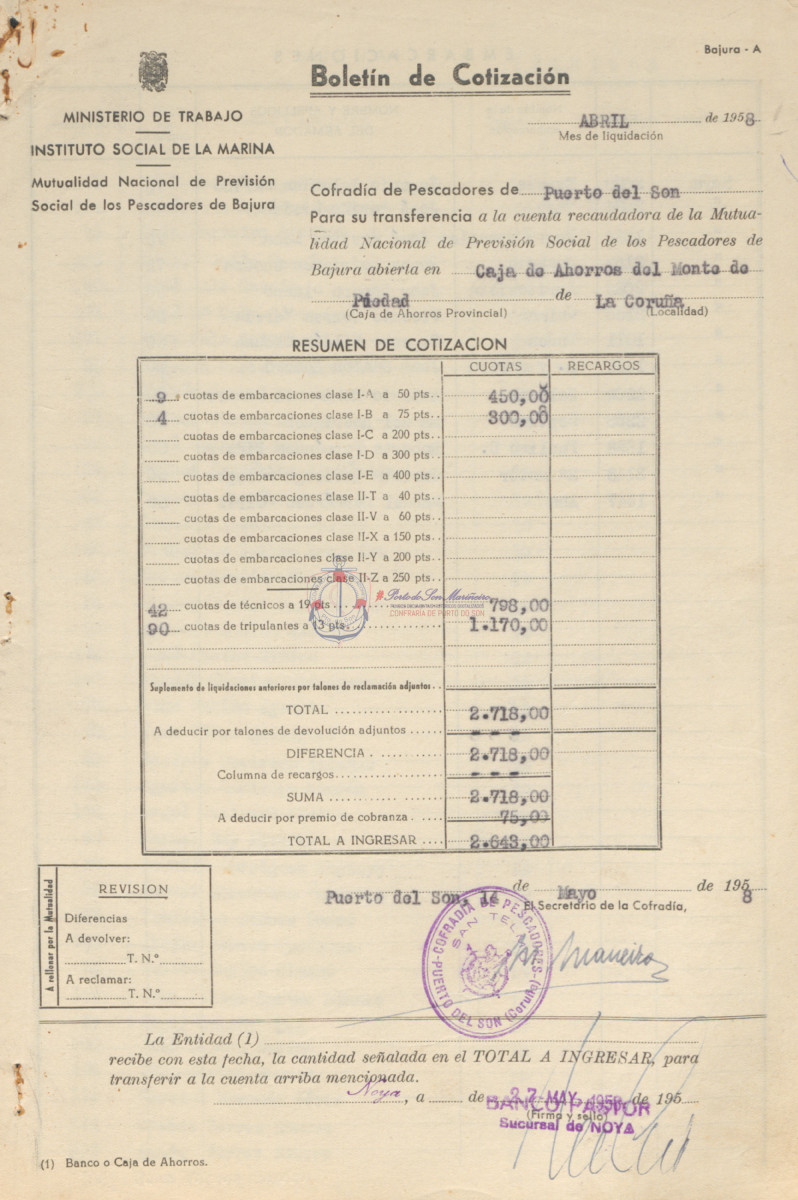 Bajura - A
Boletín de Cotización
MINISTERIO DE TRABAJO
INSTITUTO SOCIAL DE LA MARINA
Mutualidad Nacional de Previsión
Social de los Pescadores de Bajura
ABRIL de 1958
Mes de liquidación
Cofradía de Pescadores de Puerto del Son
Para su transferencia a la cuenta recaudadora de la Mutua-
lidad Nacional de Previsión Social de los Pescadores de
Bajura abierta en Caja de Ahorros del Monte de
Piedad de La Coruña
(Caja de Ahorros Provincial) (Localidad)
RESUMEN DE COTIZACION
CUOTAS RECARGOS
9 cuotas de embarcaciones clase I-A a 50 pts. 450,00
4 cuotas de embarcaciones clase I-B a 75 pts. 300,00
cuotas de embarcaciones clase I-C a 200 pts.
cuotas de embarcaciones clase I-D a 300 pts.
cuotas de embarcaciones clase I-E a 400 pts.
cuotas de embarcaciones clase II-T a 40 pts.
cuotas de embarcaciones clase II-V a 60 pts.
cuotas de embarcaciones clase II-X a 150 pts.
cuotas de embarcaciones clase II-Y a 200 pts.
cuotas de embarcaciones clase II-Z a 250 pts.
Porto do Son Mariñeiro
CONFRARIA DE PORTO DO SON
42 cuotas de técnicos a 19 pts. 798,00
90 cuotas de tripulantes a 13 pts. 1.170,00
Suplemento de liquidaciones anteriores por talones de reclamación adjuntos
TOTAL 2.718,00
A deducir por talones de devolución adjuntos - - -
DIFERENCIA 2.718,00
Columna de recargos - - -
SUMA 2.718,00
A deducir por premio de cobranza 75,00
TOTAL A INGRESAR 2.643,00
A rellenar por la Mutualidad
REVISION
Diferencias
A devolver:
T. N.º
A reclamar:
T. N.º
Puerto del Son, 14 de Mayo de 1958
El Secretario de la Cofradía,
COFRADIA DE PESCADORES
SAN TELMO
PUERTO DEL SON (Coruña)
La Entidad (1)
recibe con esta fecha, la cantidad señalada en el TOTAL A INGRESAR, para
transferir a la cuenta arriba mencionada.
Noya, a de de 195
27 MAY. 1958
(Firma y sello)
BANCO PASTOR
Sucursal de NOYA
(1) Banco o Caja de Ahorros.